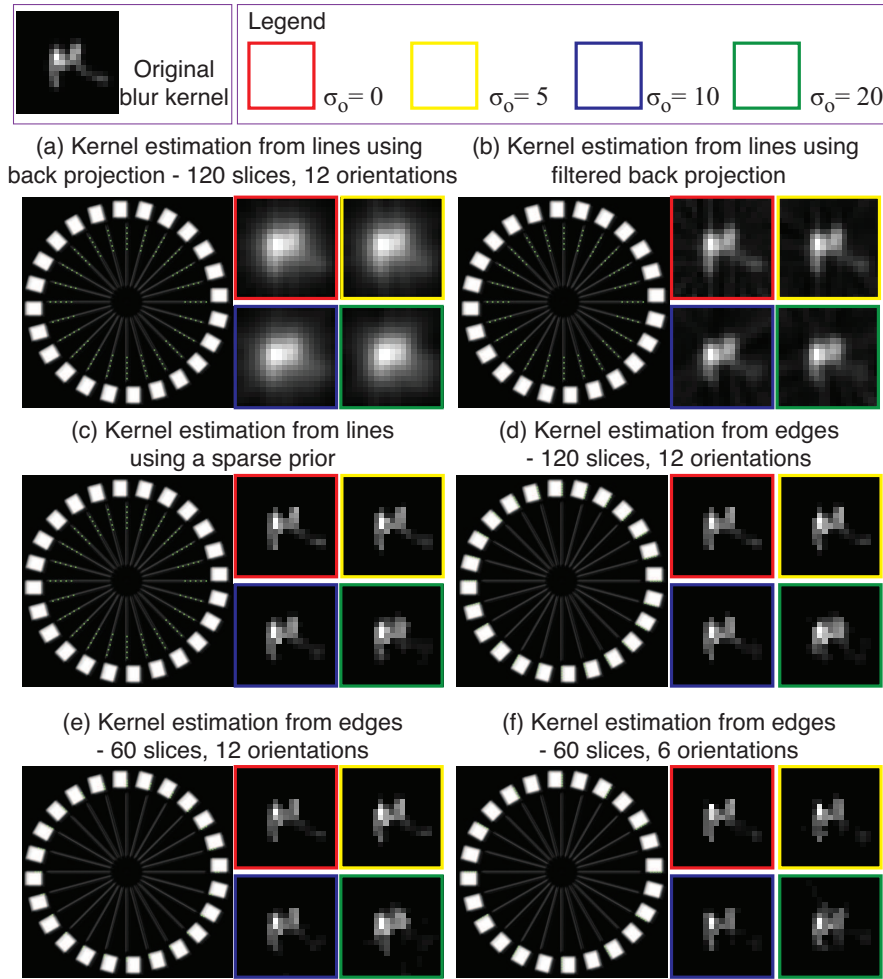 Original
blur kernel
Legend
σo= 0
σo= 5
σo= 10
σo= 20
(a) Kernel estimation from lines using
back projection - 120 slices, 12 orientations
(b) Kernel estimation from lines using
filtered back projection
(c) Kernel estimation from lines
using a sparse prior
(d) Kernel estimation from edges
- 120 slices, 12 orientations
(e) Kernel estimation from edges
- 60 slices, 12 orientations
(f) Kernel estimation from edges
- 60 slices, 6 orientations